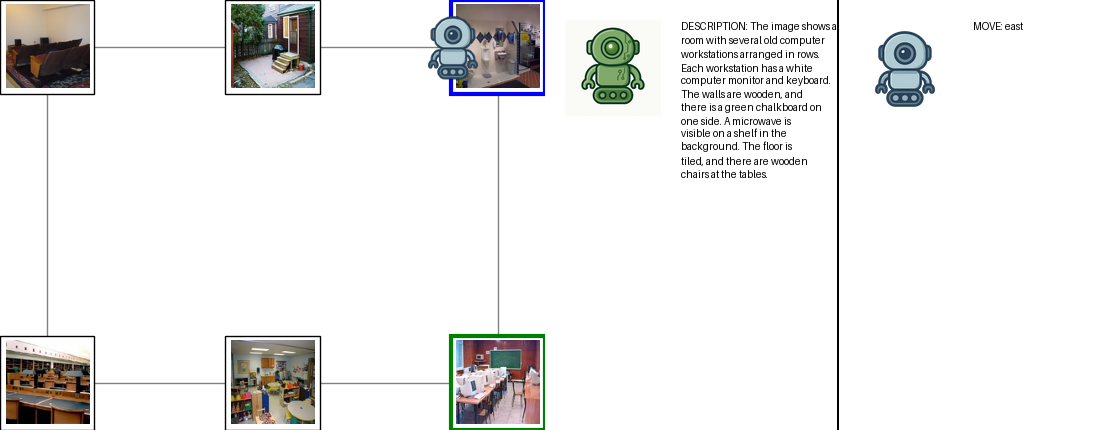 DESCRIPTION: The image shows a
room with several old computer
workstations arranged in rows.
Each workstation has a white
computer monitor and keyboard.
The walls are wooden, and
there is a green chalkboard on
one side. A microwave is
visible on a shelf in the
background. The floor is
tiled, and there are wooden
chairs at the tables.
MOVE: east